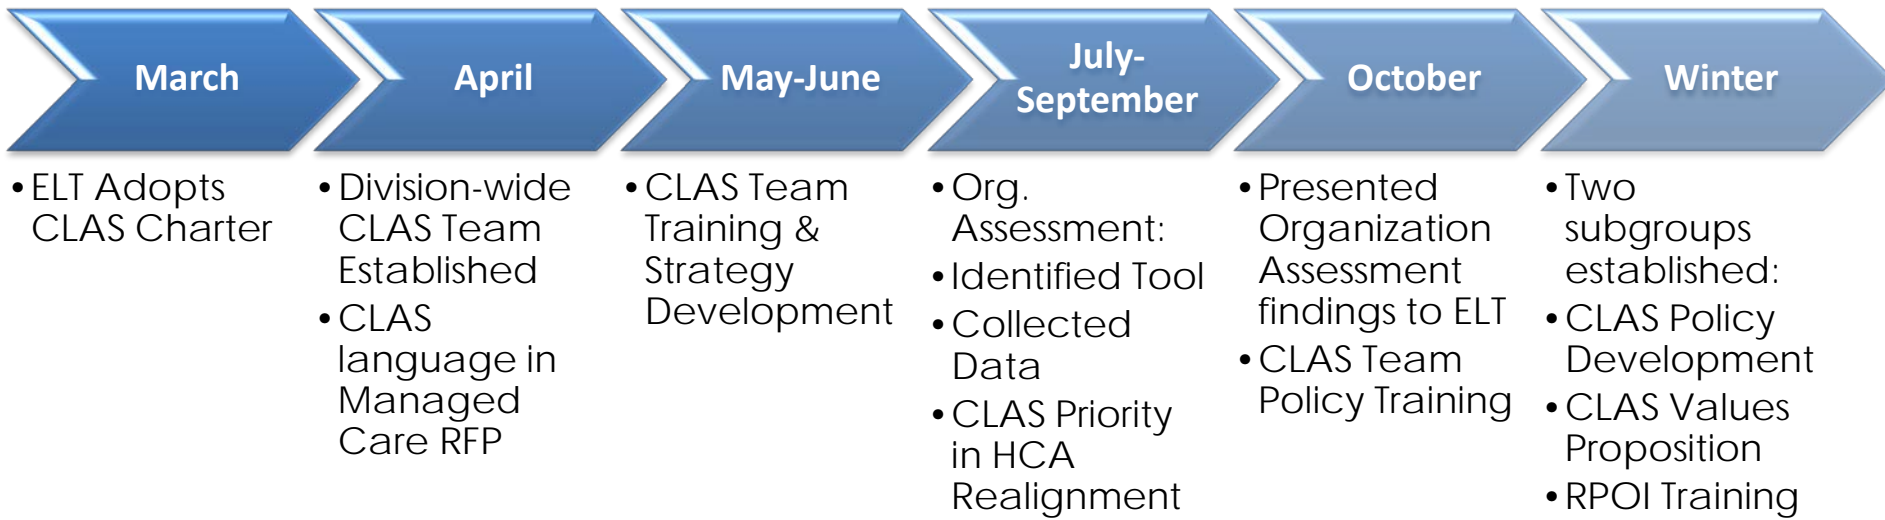 March
April
May-June
July-
September
October
Winter
• ELT Adopts
CLAS Charter
• Division-wide
CLAS Team
Established
• CLAS
language in
Managed
Care RFP
• CLAS Team
Training &
Strategy
Development
• Org.
Assessment:
• Identified Tool
• Collected
Data
• CLAS Priority
in HCA
Realignment
• Presented
Organization
Assessment
findings to ELT
• CLAS Team
Policy Training
• Two
subgroups
established:
• CLAS Policy
Development
• CLAS Values
Proposition
• RPOI Training